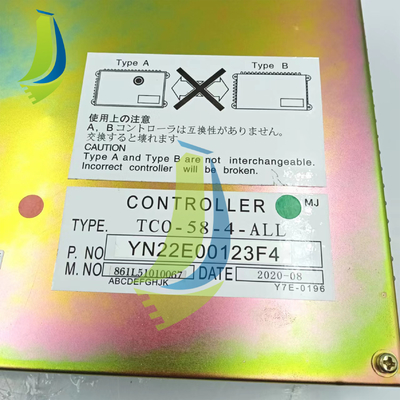 Type A Type B
使用上の注意
A, Bコントローラは互換性がありません。
交換すると壊れます。
CAUTION
Type A and Type B are not interchangeable.
Incorrect controller will be broken.
CONTROLLER MJ
TYPE. TCO-58-4-ALL
P. NO YN22E00123F4
M. NO 861L51010067 DATE 2020-08
ABCDEFGHJK Y7E-0196